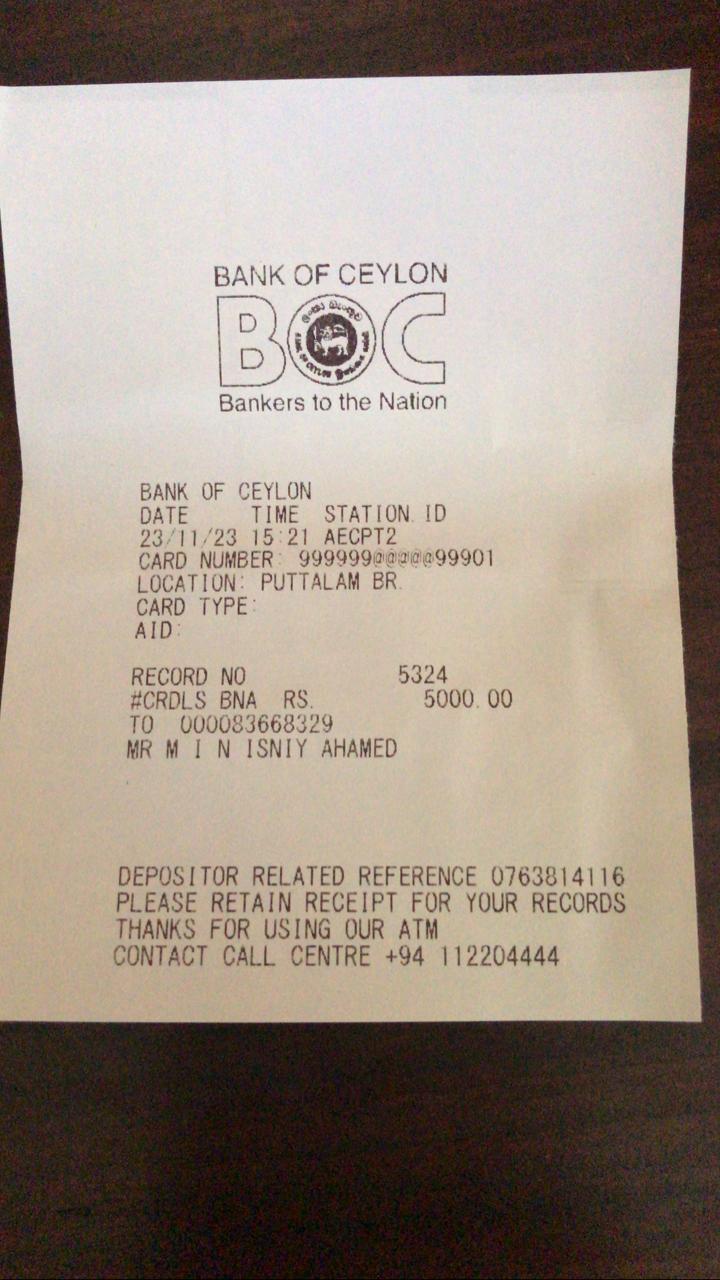 BANK OF CEYLON
BOC
Bankers to the Nation
BANK OF CEYLON
DATE TIME STATION ID
23/11/23 15:21 AECPT2
CARD NUMBER: 999999@@@@@99901
LOCATION: PUTTALAM BR.
CARD TYPE:
AID:
RECORD NO 5324
#CRDLS BNA RS. 5000.00
TO 000083668329
MR M I N ISNIY AHAMED
DEPOSITOR RELATED REFERENCE 0763814116
PLEASE RETAIN RECEIPT FOR YOUR RECORDS
THANKS FOR USING OUR ATM
CONTACT CALL CENTRE +94 112204444